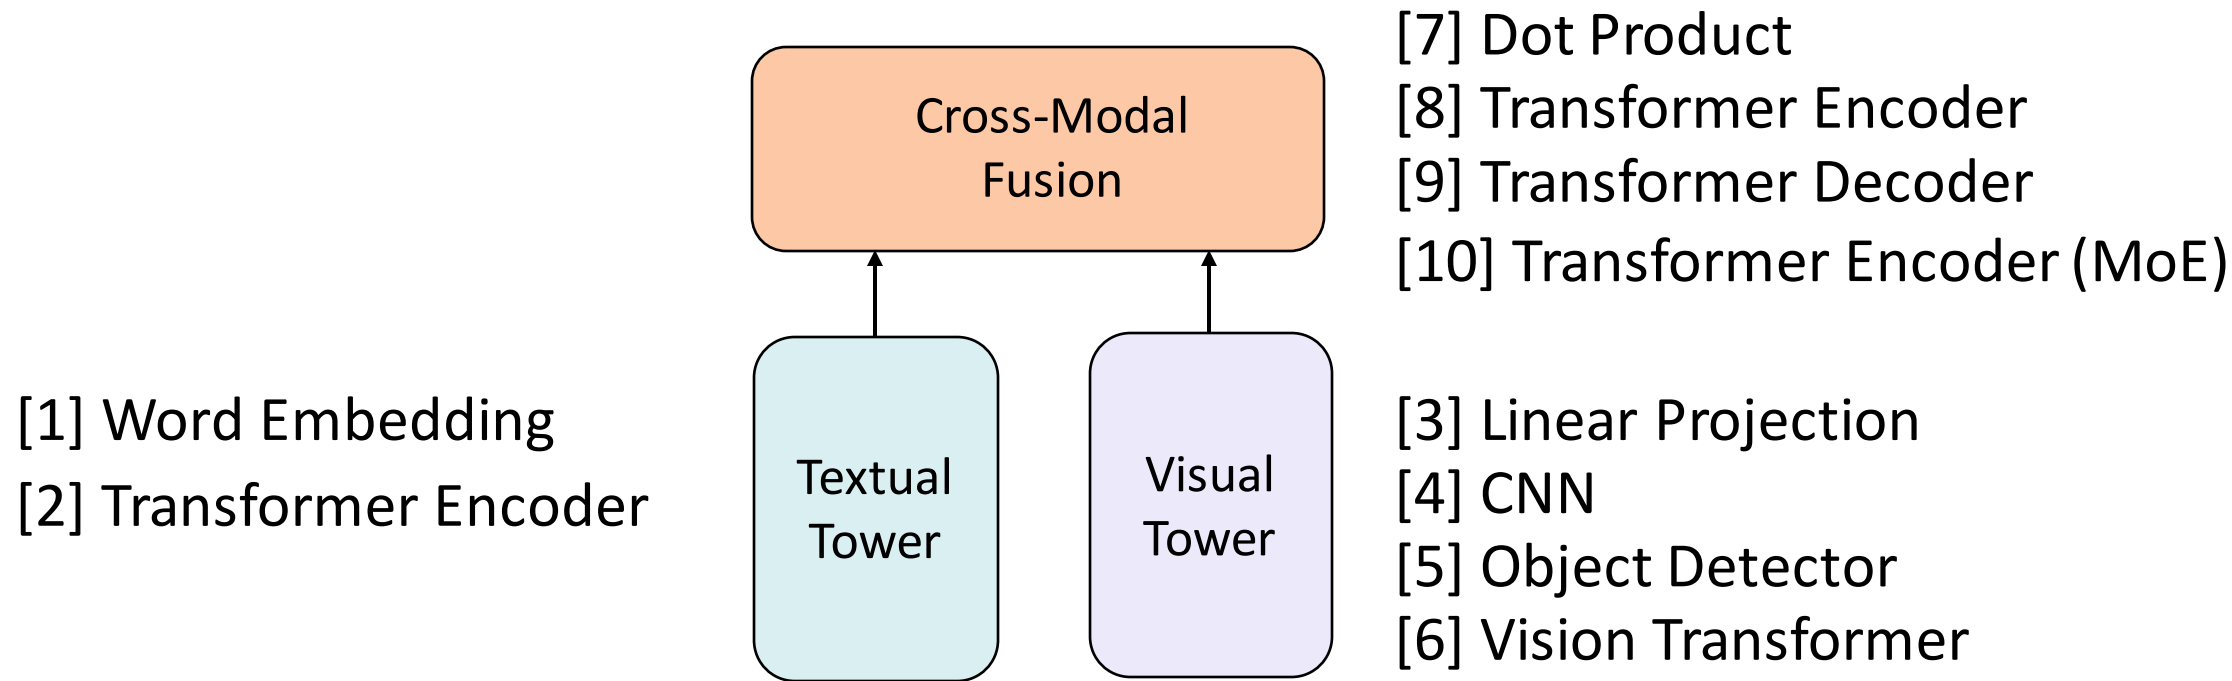 Cross-Modal
Fusion
[7] Dot Product
[8] Transformer Encoder
[9] Transformer Decoder
[10] Transformer Encoder (MoE)
[1] Word Embedding
[2] Transformer Encoder
Textual
Tower
Visual
Tower
[3] Linear Projection
[4] CNN
[5] Object Detector
[6] Vision Transformer